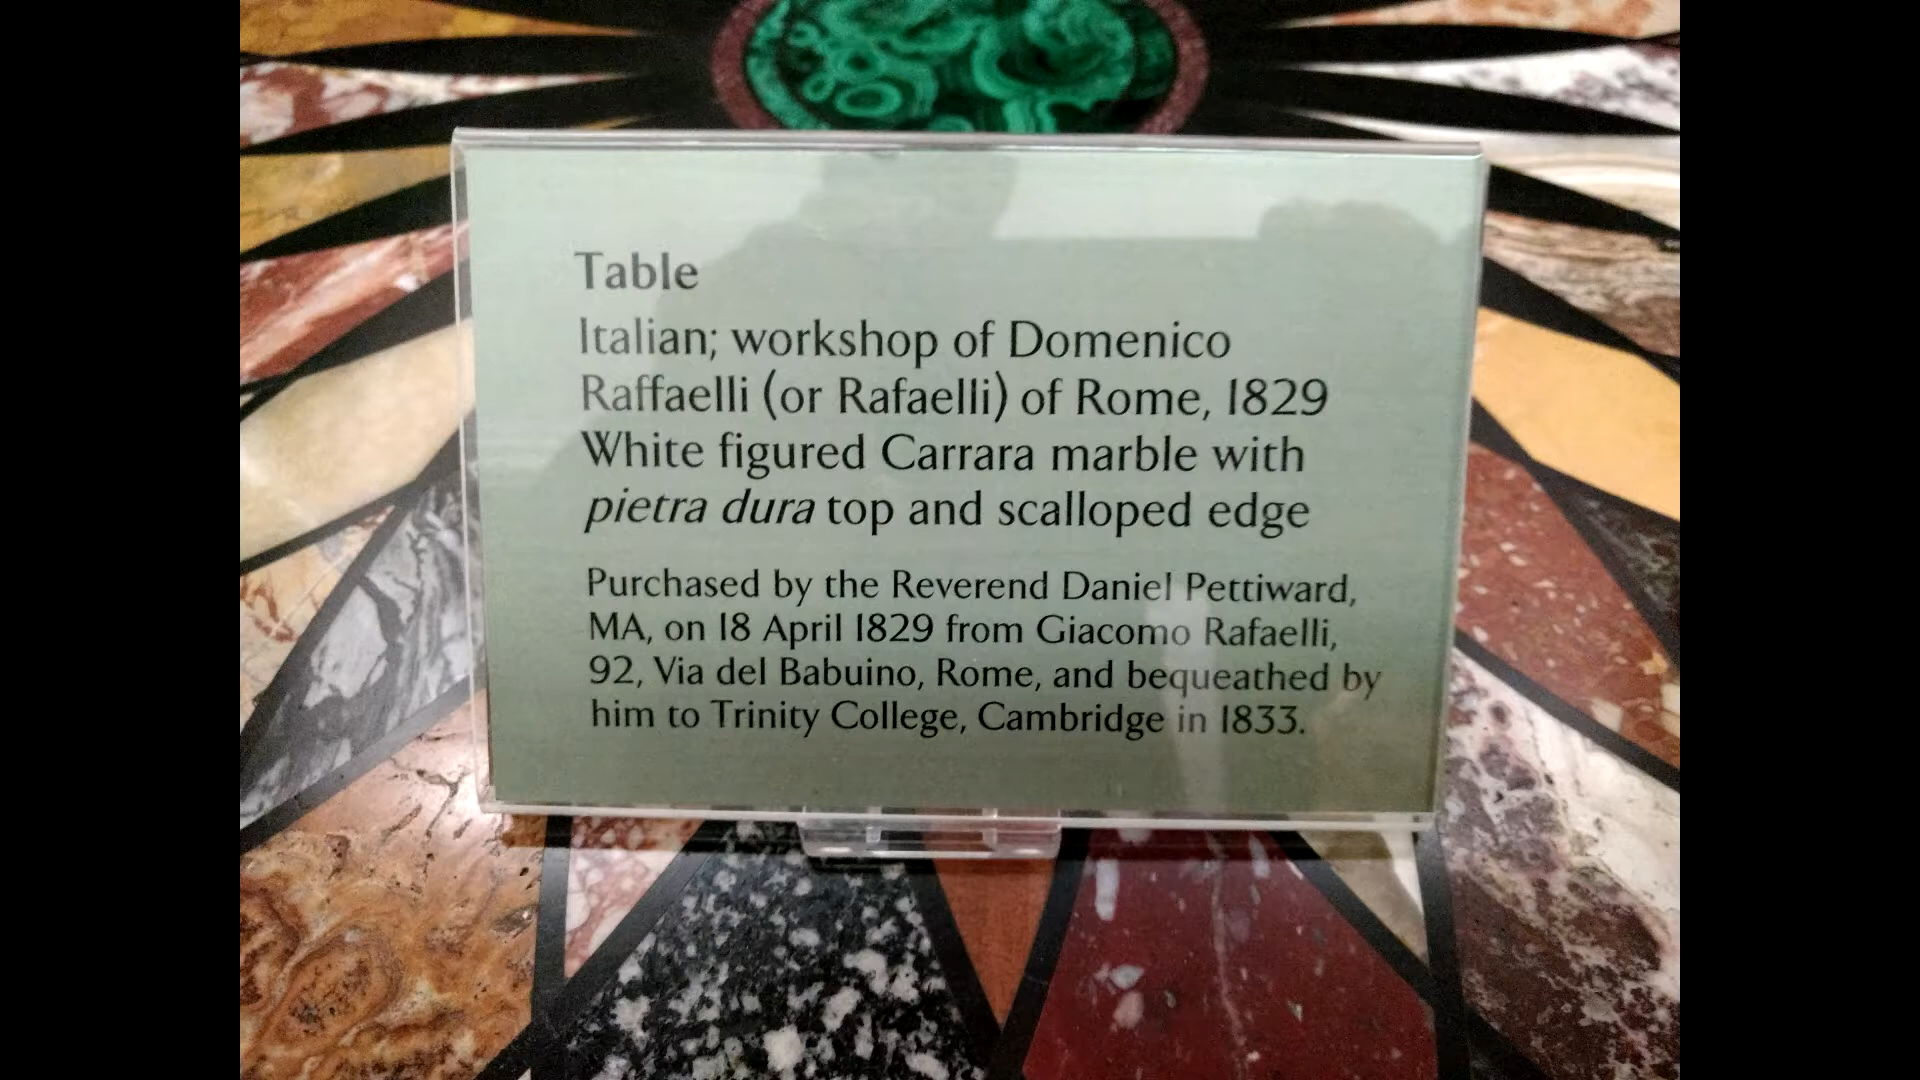 Table
Italian; workshop of Domenico
Raffaelli (or Rafaelli) of Rome, 1829
White figured Carrara marble with
pietra dura top and scalloped edge
Purchased by the Reverend Daniel Pettiward,
MA, on 18 April 1829 from Giacomo Rafaelli,
92, Via del Babuino, Rome, and bequeathed by
him to Trinity College, Cambridge in 1833.